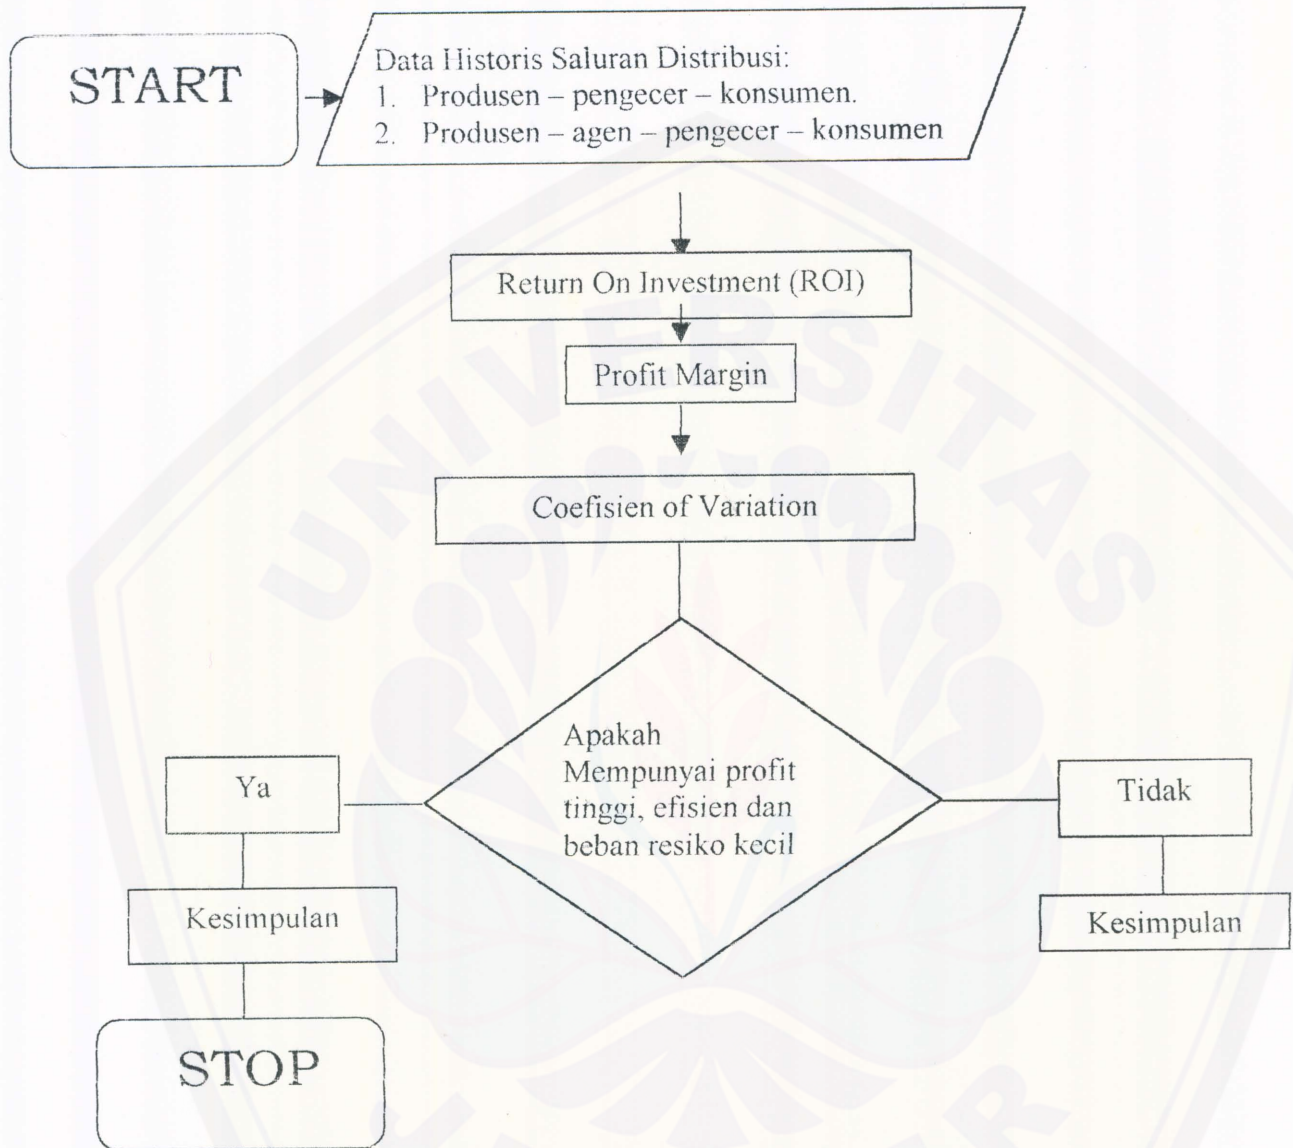 START
Data Historis Saluran Distribusi:
1. Produsen – pengecer – konsumen.
2. Produsen – agen – pengecer – konsumen
Return On Investment (ROI)
Profit Margin
Coefisien of Variation
Apakah
Mempunyai profit
tinggi, efisien dan
beban resiko kecil
Ya
Tidak
Kesimpulan
Kesimpulan
STOP
UNIVERSITAS